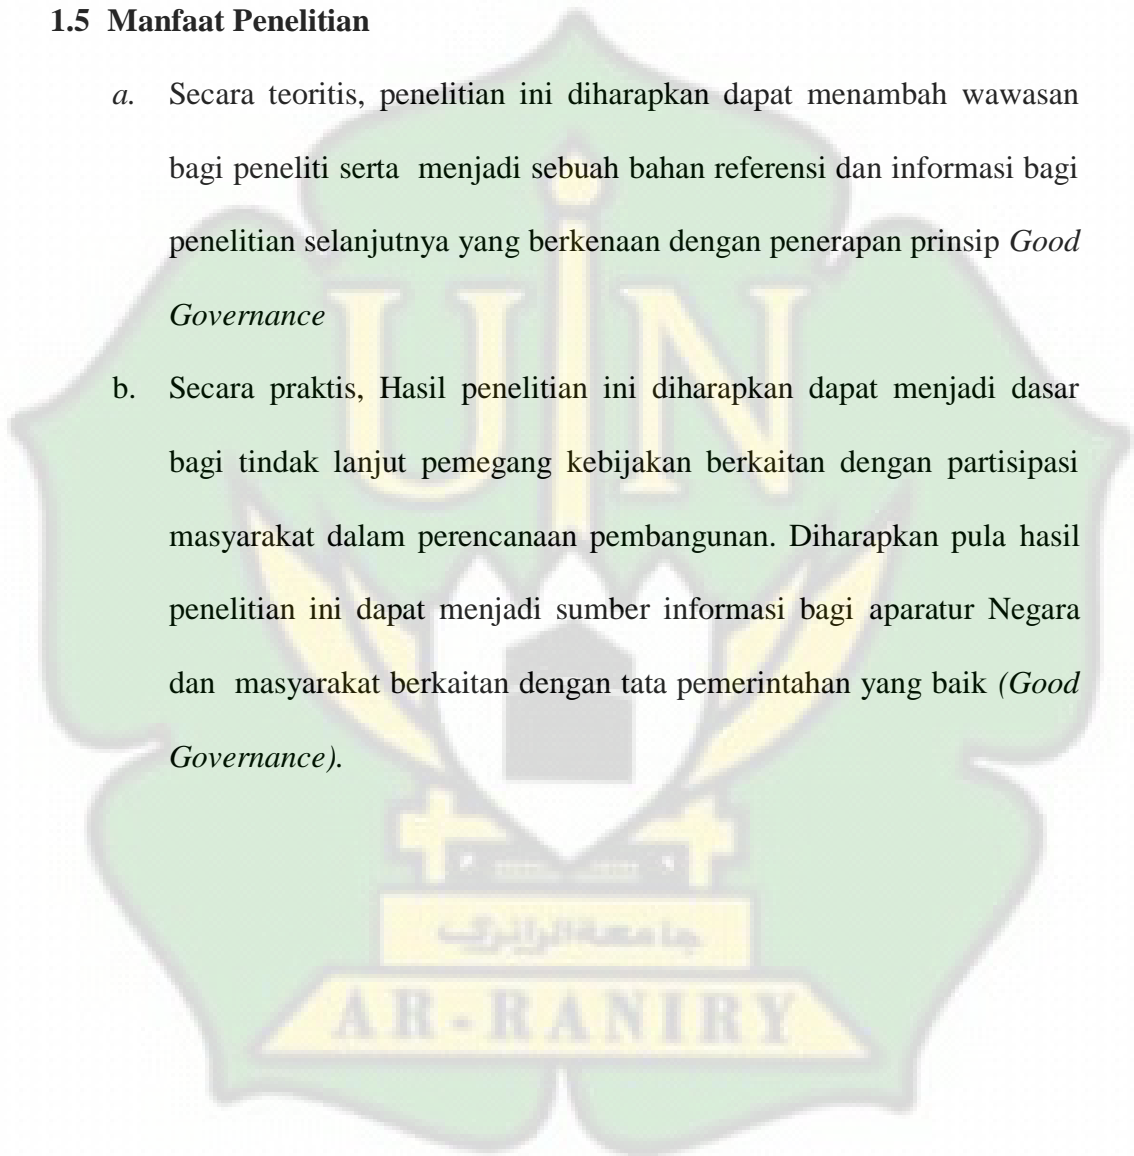 1.5 Manfaat Penelitian
a. Secara teoritis, penelitian ini diharapkan dapat menambah wawasan
bagi peneliti serta menjadi sebuah bahan referensi dan informasi bagi
penelitian selanjutnya yang berkenaan dengan penerapan prinsip Good
Governance
b. Secara praktis, Hasil penelitian ini diharapkan dapat menjadi dasar
bagi tindak lanjut pemegang kebijakan berkaitan dengan partisipasi
masyarakat dalam perencanaan pembangunan. Diharapkan pula hasil
penelitian ini dapat menjadi sumber informasi bagi aparatur Negara
dan masyarakat berkaitan dengan tata pemerintahan yang baik (Good
Governance).
UIN
جامعة الرانري
AR-RANIRY